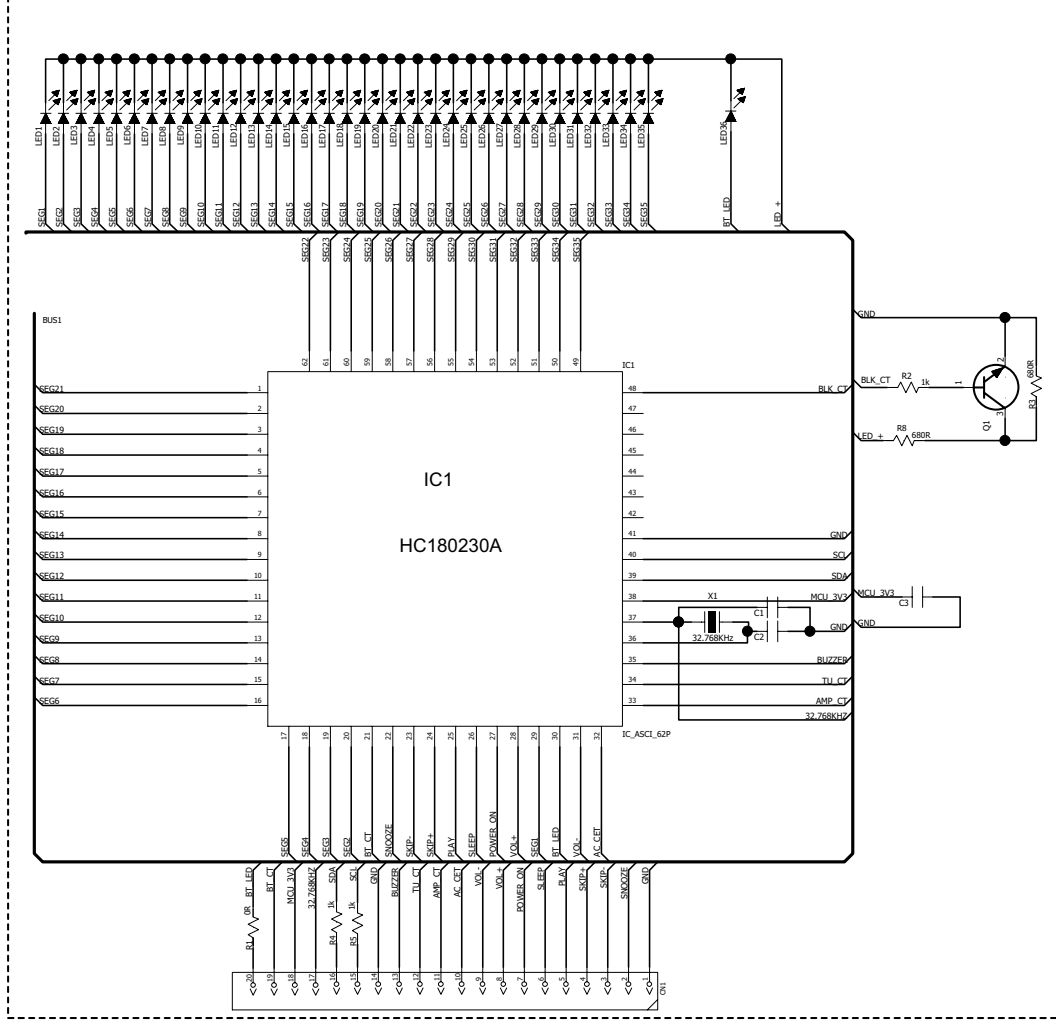 LED1 LED2 LED3 LED4 LED5 LED6 LED7 LED8 LED9 LED10 LED11 LED12 LED13 LED14 LED15 LED16 LED17 LED18 LED19 LED20 LED21 LED22 LED23 LED24 LED25 LED26 LED27 LED28 LED29 LED30 LED31 LED32 LED33 LED34 LED35 LED36
SEG1 SEG2 SEG3 SEG4 SEG5 SEG6 SEG7 SEG8 SEG9 SEG10 SEG11 SEG12 SEG13 SEG14 SEG15 SEG16 SEG17 SEG18 SEG19 SEG20 SEG21 SEG22 SEG23 SEG24 SEG25 SEG26 SEG27 SEG28 SEG29 SEG30 SEG31 SEG32 SEG33 SEG34 SEG35 BT_LED LED_+
SEG22 SEG23 SEG24 SEG25 SEG26 SEG27 SEG28 SEG29 SEG30 SEG31 SEG32 SEG33 SEG34 SEG35
BUS1
62 61 60 59 58 57 56 55 54 53 52 51 50 49
IC1
GND
SEG21 1 48 BLK_CT
BLK_CT R2 1k 1 2 3 Q1 680R R3
SEG20 2 47
SEG19 3 46
LED_+ R8 680R
SEG18 4 45
SEG17 5 44
IC1
SEG16 6 43
SEG15 7 42
SEG14 8 41 GND
HC180230A
SEG13 9 40 SCL
SEG12 10 39 SDA
SEG11 11 38 MCU_3V3
MCU_3V3 C3
X1 C1
SEG10 12 37
GND
GND
32.768KHz C2
SEG9 13 36
SEG8 14 35 BUZZER
SEG7 15 34 TU_CT
SEG6 16 33 AMP_CT
32.768KHZ
IC_ASCI_62P
17 18 19 20 21 22 23 24 25 26 27 28 29 30 31 32
SEG5 SEG4 SEG3 SEG2 BT_CT SNOOZE SKIP- SKIP+ PLAY SLEEP POWER_ON VOL+ SEG1 BT_LED VOL- AC_CET
BT_LED BT_CT MCU_3V3 32.768KHZ SDA SCL GND BUZZER TU_CT AMP_CT AC_CET VOL- VOL+ POWER_ON SLEEP PLAY SKIP+ SKIP- SNOOZE GND
R1 0R R4 1k R5 1k
20 19 18 17 16 15 14 13 12 11 10 9 8 7 6 5 4 3 2 1
CN1